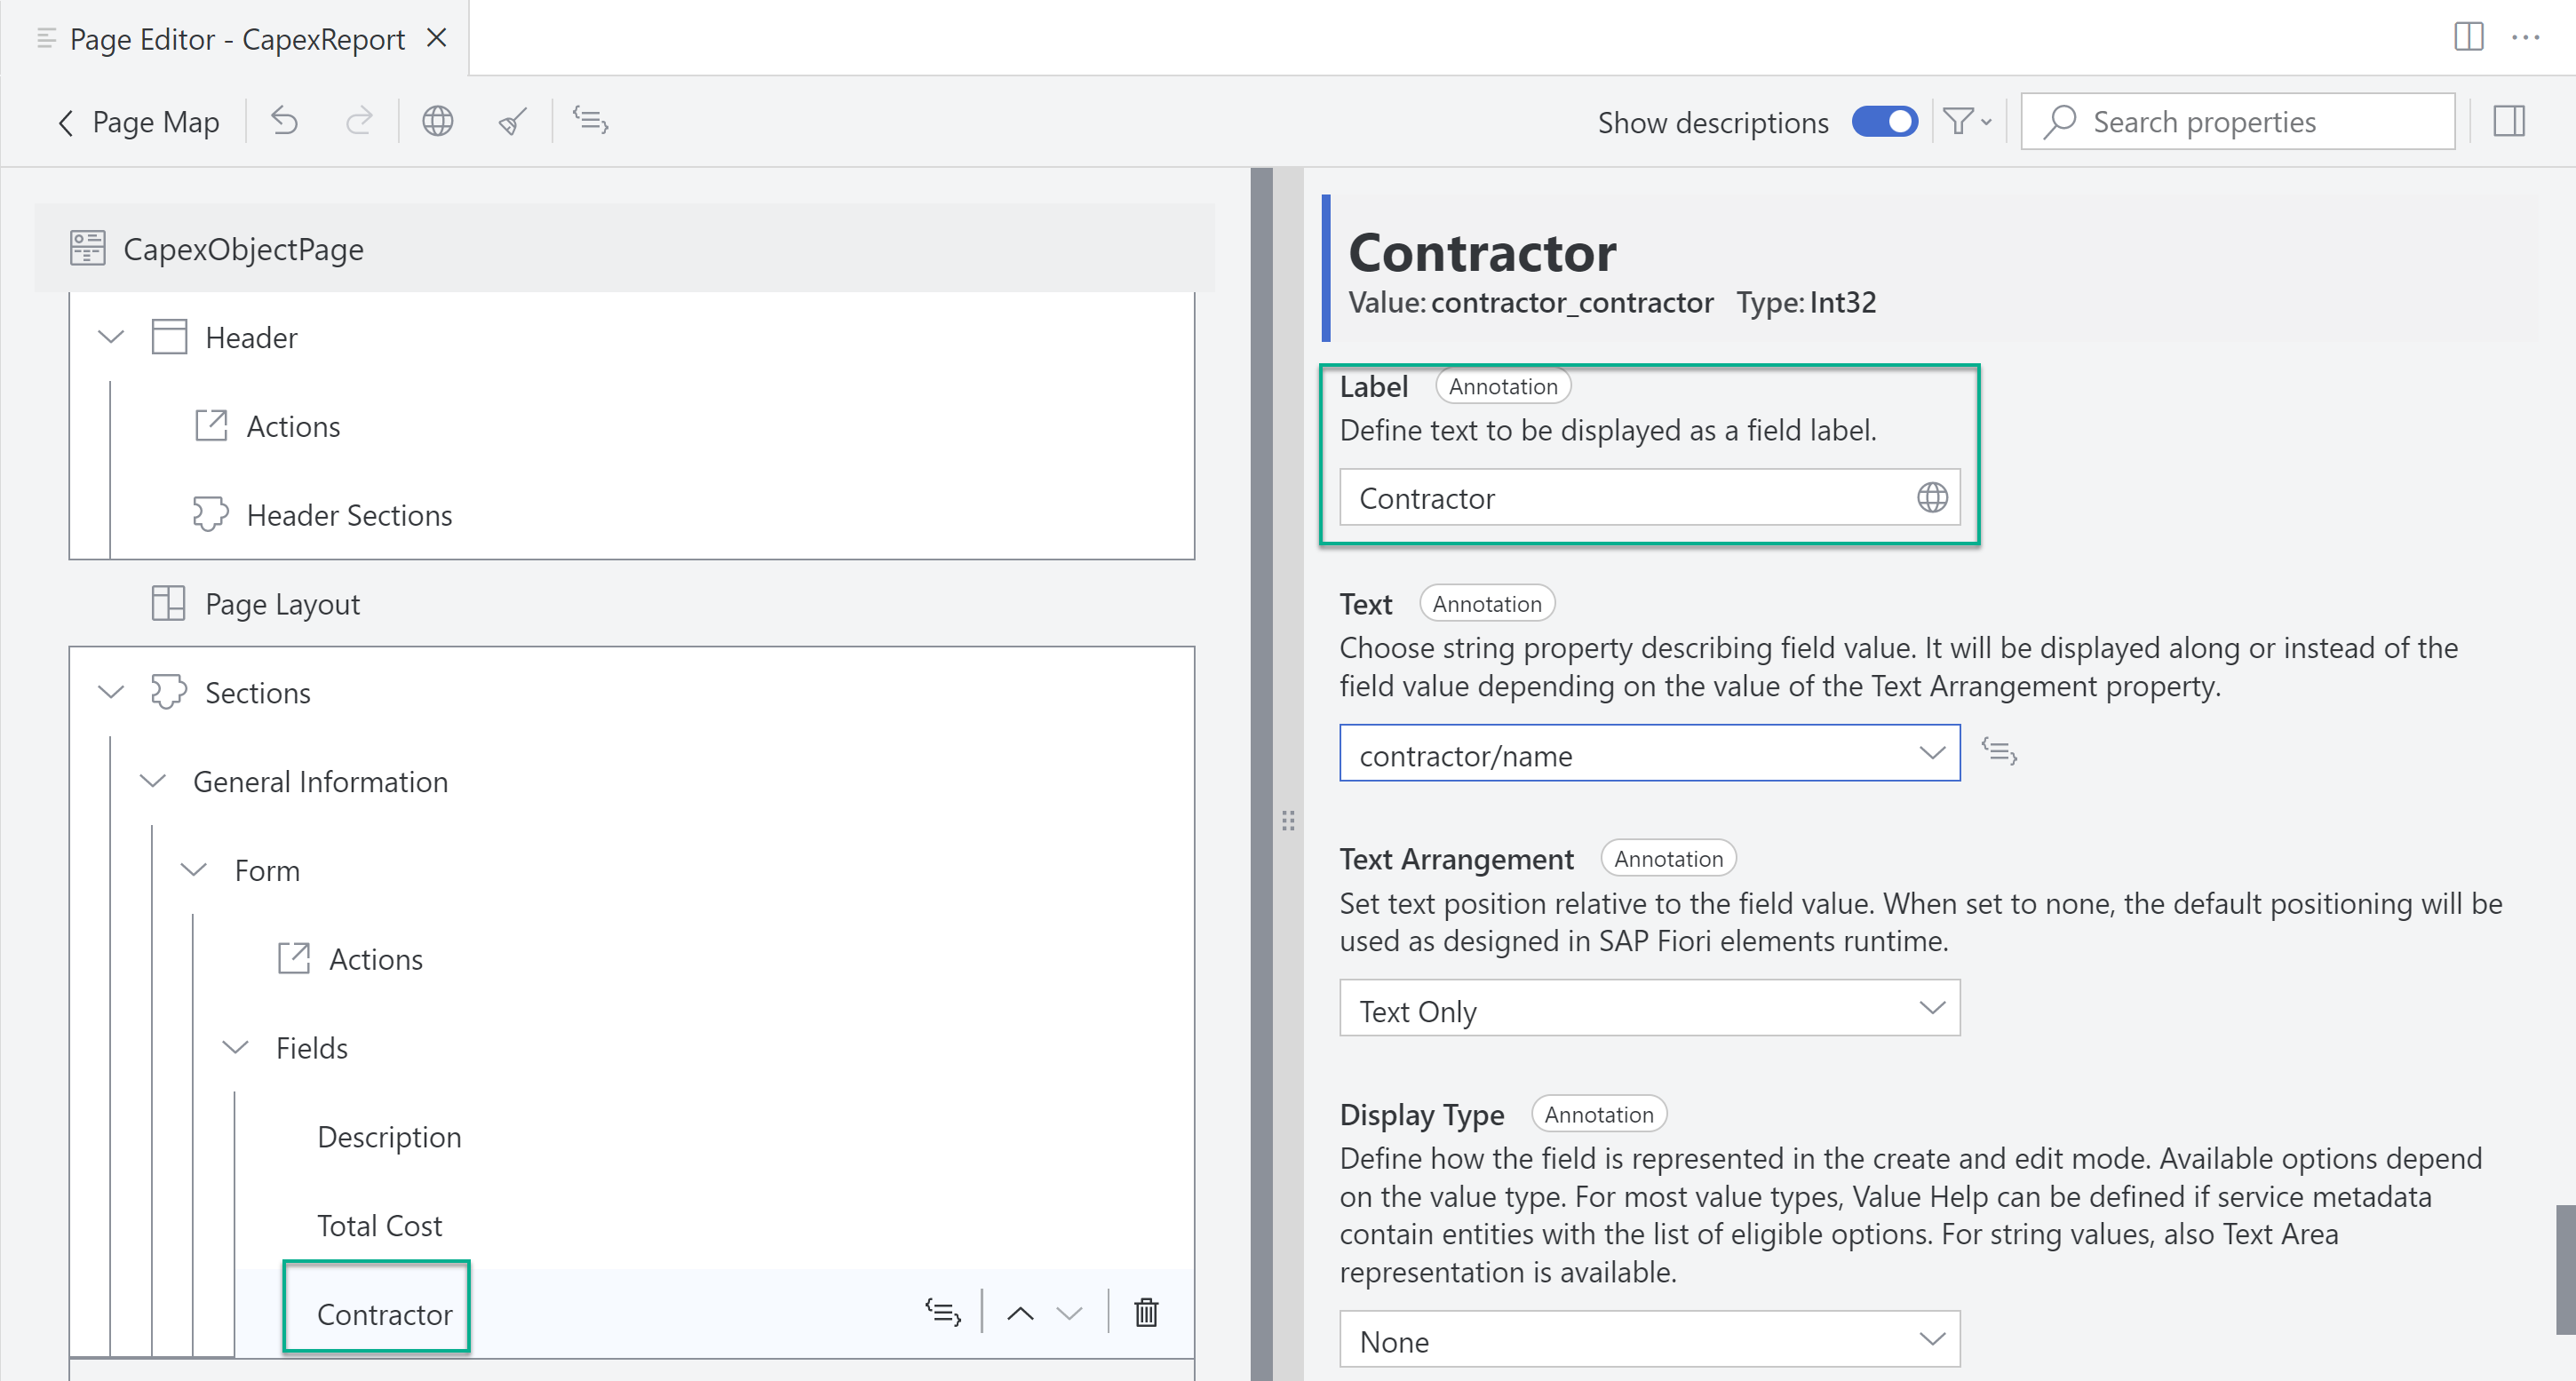 Page Editor - CapexReport
Page Map
Show descriptions
Search properties
CapexObjectPage
Header
Actions
Header Sections
Page Layout
Sections
General Information
Form
Actions
Fields
Description
Total Cost
Contractor
Contractor
Value: contractor_contractor Type: Int32
Label Annotation
Define text to be displayed as a field label.
Contractor
Text Annotation
Choose string property describing field value. It will be displayed along or instead of the
field value depending on the value of the Text Arrangement property.
contractor/name
Text Arrangement Annotation
Set text position relative to the field value. When set to none, the default positioning will be
used as designed in SAP Fiori elements runtime.
Text Only
Display Type Annotation
Define how the field is represented in the create and edit mode. Available options depend
on the value type. For most value types, Value Help can be defined if service metadata
contain entities with the list of eligible options. For string values, also Text Area
representation is available.
None